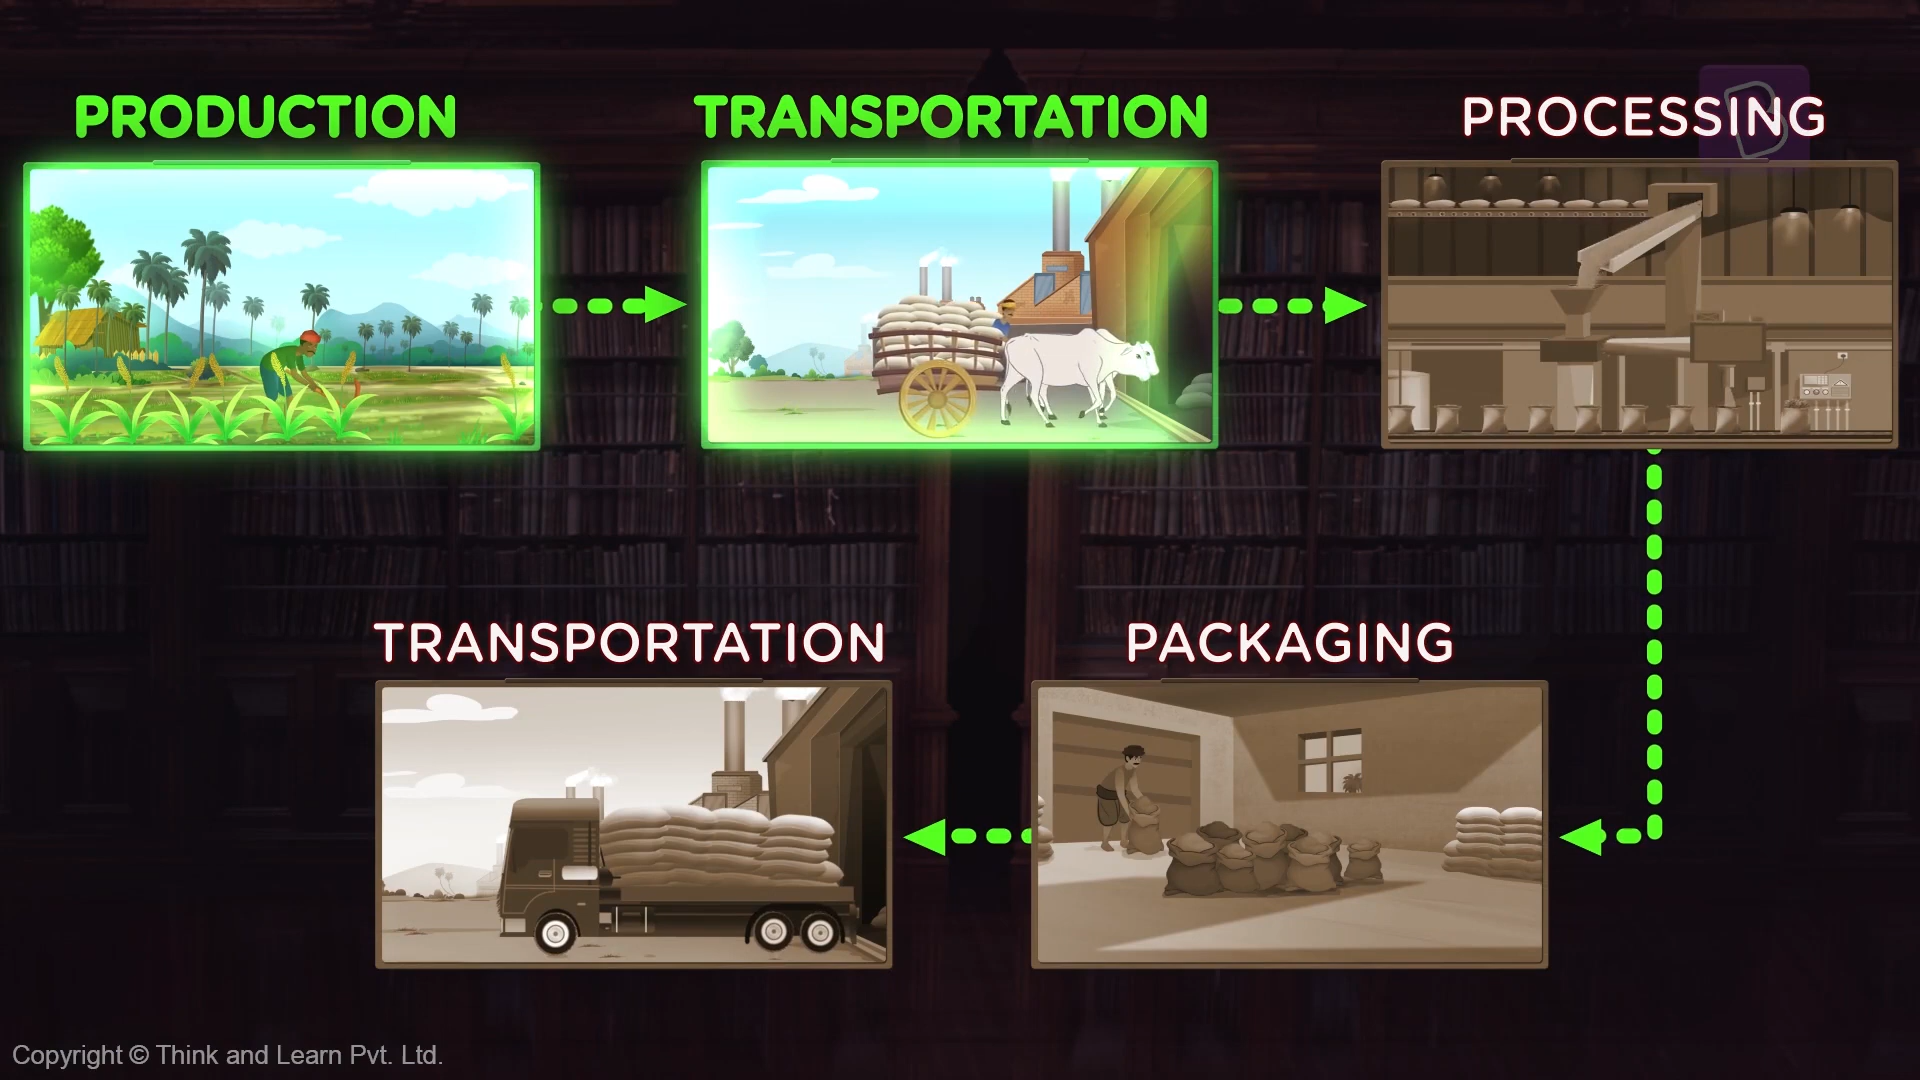 PRODUCTION
TRANSPORTATION
PROCESSING
TRANSPORTATION
PACKAGING
Copyright © Think and Learn Pvt. Ltd.